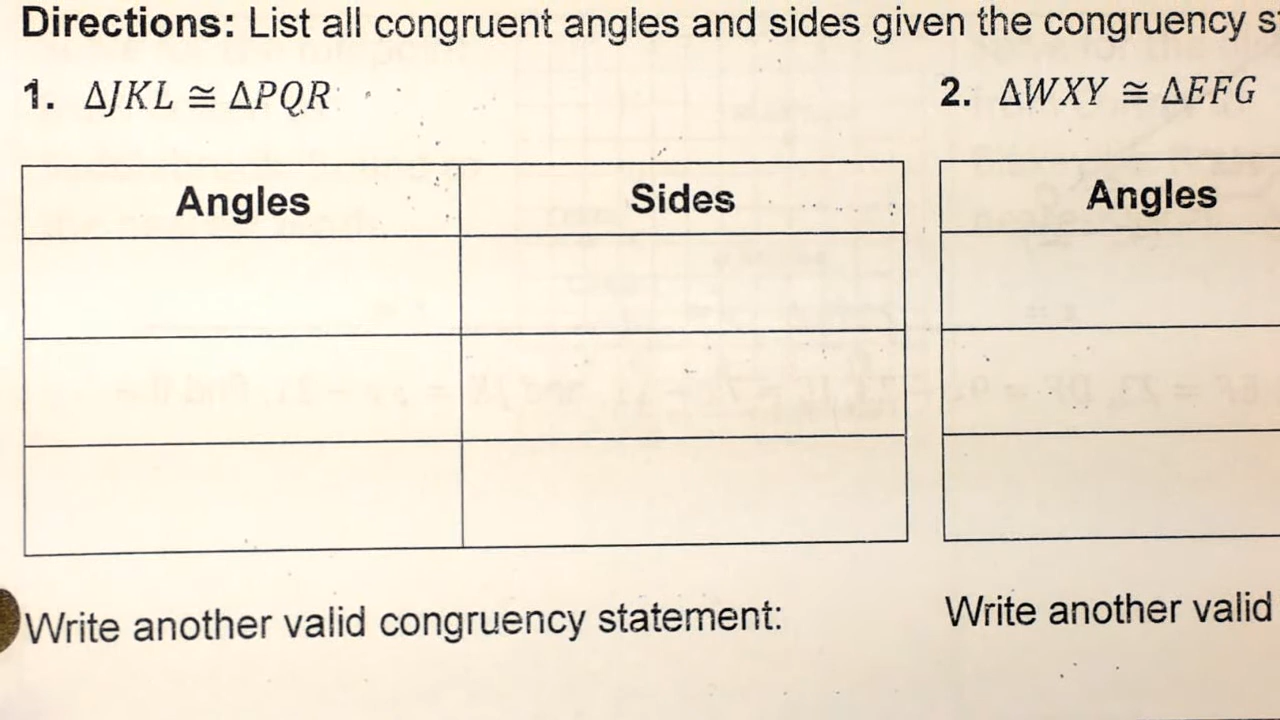 Directions: List all congruent angles and sides given the congruency
1. ΔJKL ≅ ΔPQR
2. ΔWXY ≅ ΔEFG
Angles Sides
Angles
Write another valid congruency statement:
Write another valid